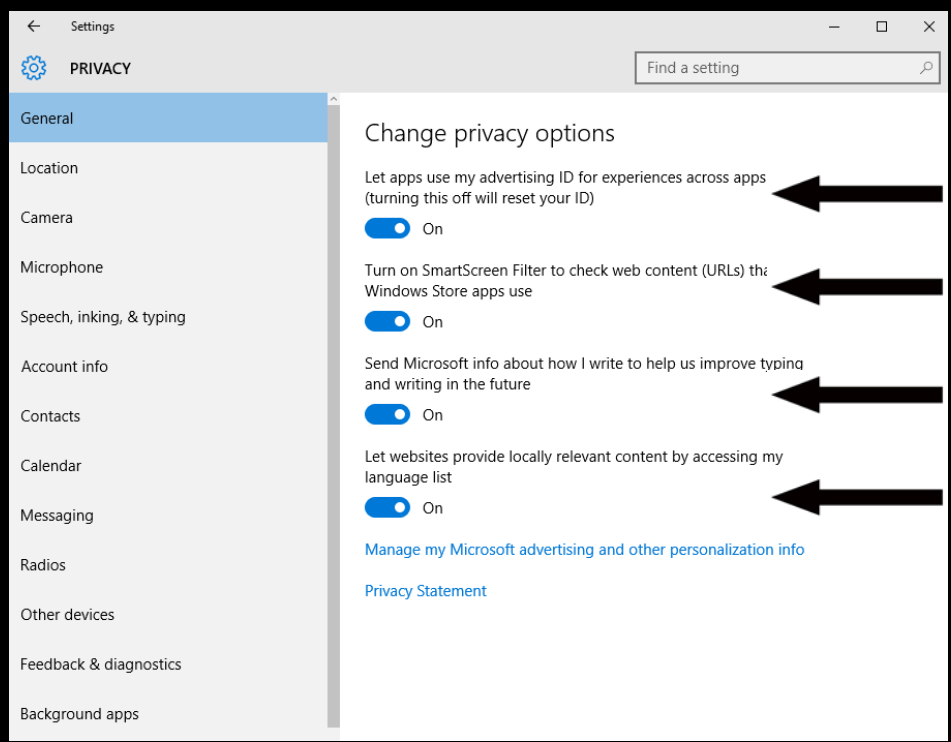 Settings
PRIVACY
Find a setting
General
Location
Camera
Microphone
Speech, inking, & typing
Account info
Contacts
Calendar
Messaging
Radios
Other devices
Feedback & diagnostics
Background apps
Change privacy options
Let apps use my advertising ID for experiences across apps
(turning this off will reset your ID)
On
Turn on SmartScreen Filter to check web content (URLs) tha
Windows Store apps use
On
Send Microsoft info about how I write to help us improve typing
and writing in the future
On
Let websites provide locally relevant content by accessing my
language list
On
Manage my Microsoft advertising and other personalization info
Privacy Statement